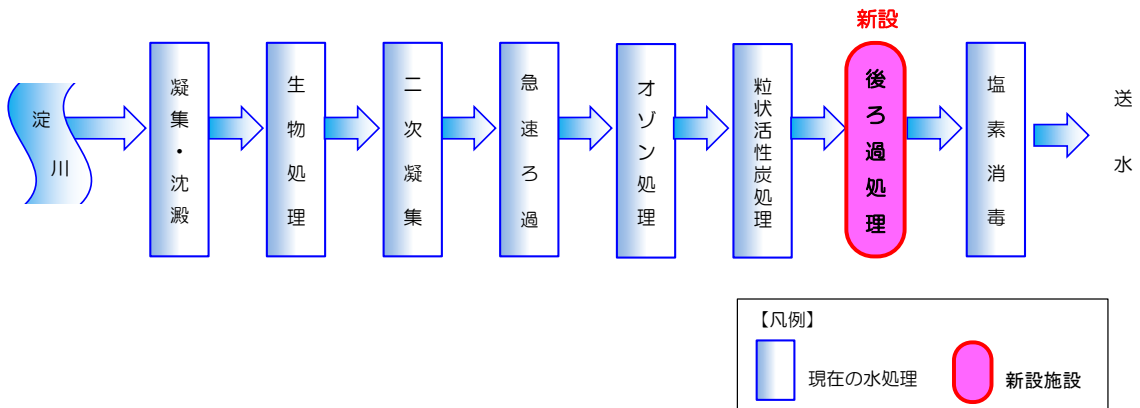 新設
淀川
凝集・沈澱
生物処理
二次凝集
急速ろ過
オゾン処理
粒状活性炭処理
後ろ過処理
塩素消毒
送水
【凡例】
現在の水処理
新設施設